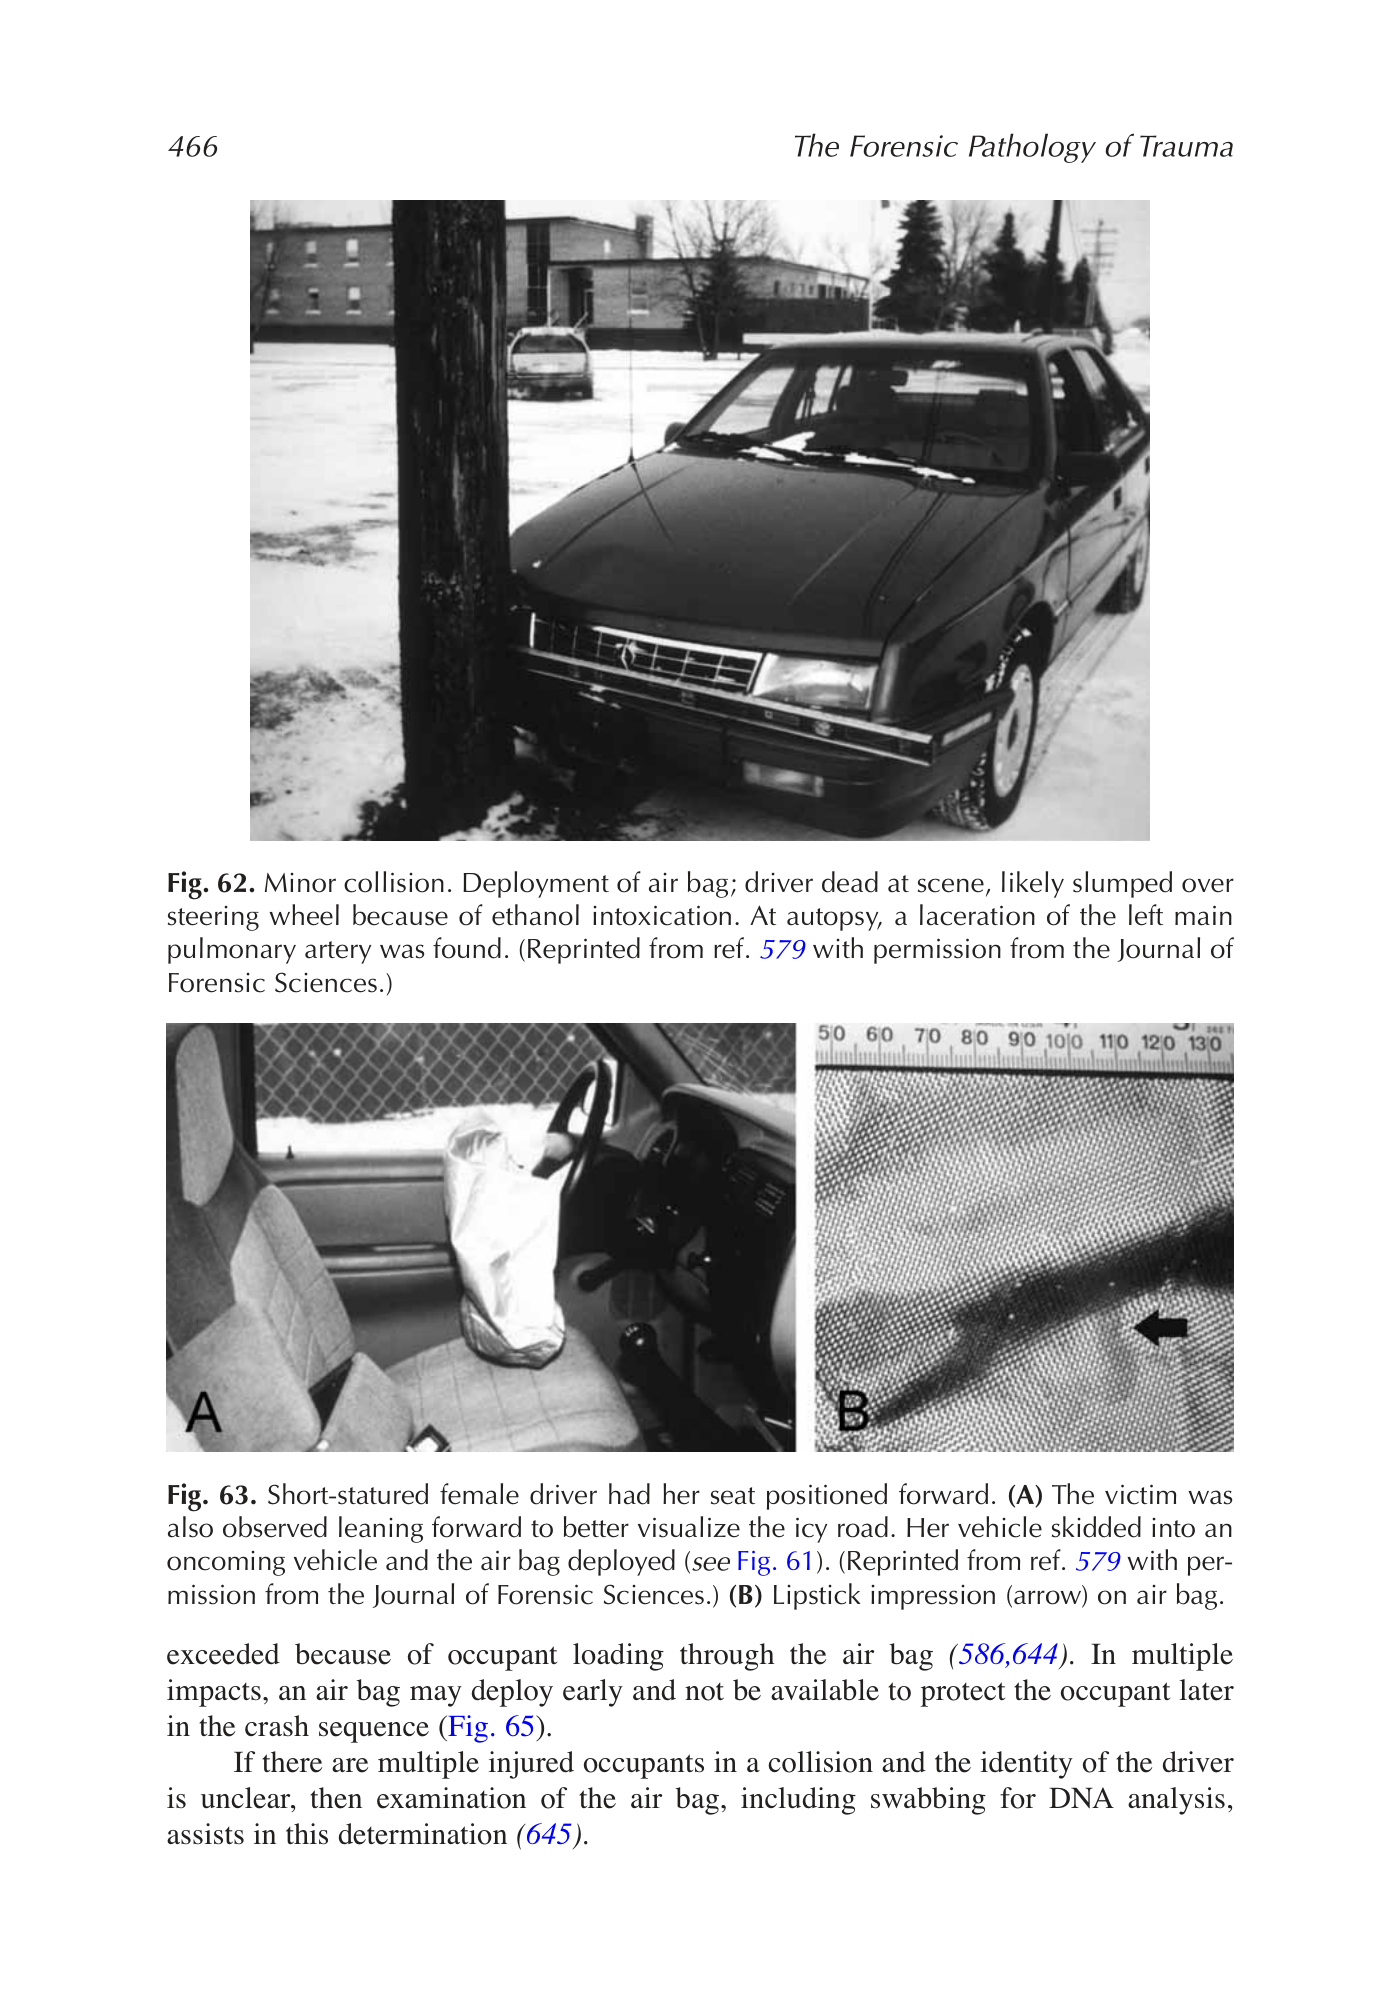 466
The Forensic Pathology of Trauma
Fig. 62. Minor collision. Deployment of air bag; driver dead at scene, likely slumped over
steering wheel because of ethanol intoxication. At autopsy, a laceration of the left main
pulmonary artery was found. (Reprinted from ref. 579 with permission from the Journal of
Forensic Sciences.)
50 60 70 80 90 100 110 120 130
A
B
Fig. 63. Short-statured female driver had her seat positioned forward. (A) The victim was
also observed leaning forward to better visualize the icy road. Her vehicle skidded into an
oncoming vehicle and the air bag deployed (see Fig. 61). (Reprinted from ref. 579 with per-
mission from the Journal of Forensic Sciences.) (B) Lipstick impression (arrow) on air bag.
exceeded because of occupant loading through the air bag (586,644). In multiple
impacts, an air bag may deploy early and not be available to protect the occupant later
in the crash sequence (Fig. 65).
If there are multiple injured occupants in a collision and the identity of the driver
is unclear, then examination of the air bag, including swabbing for DNA analysis,
assists in this determination (645).